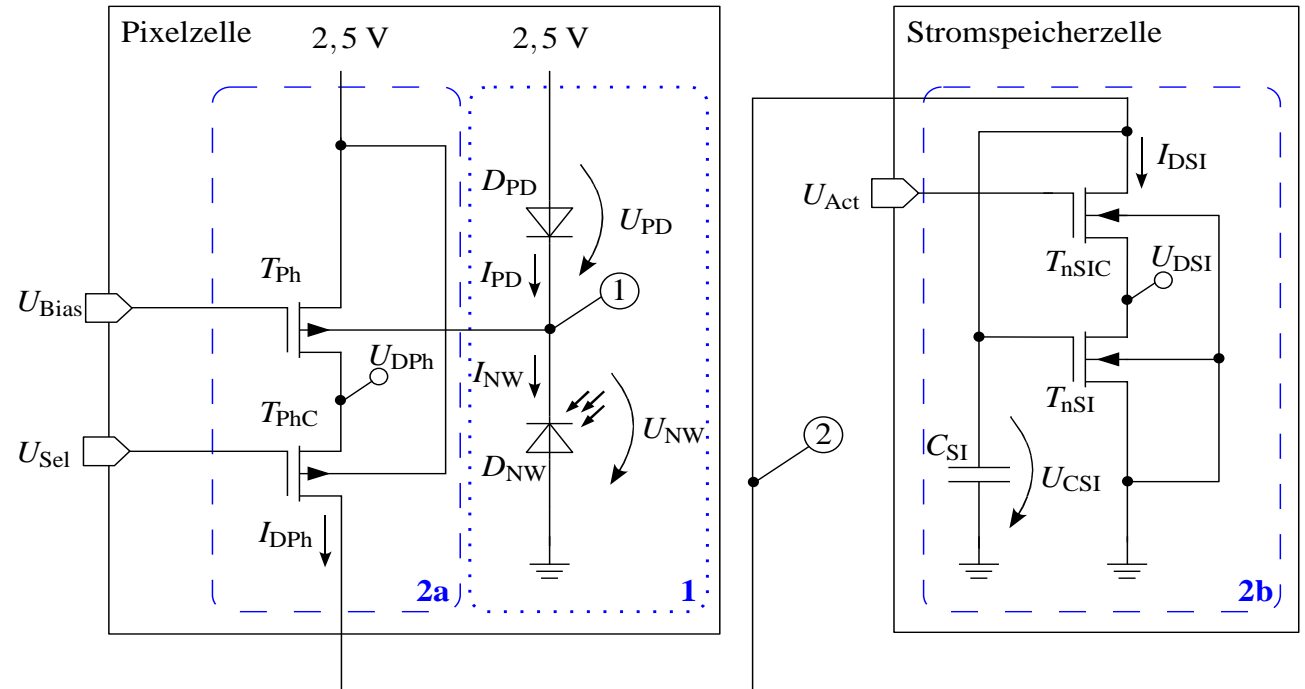 Pixelzelle
2,5 V
2,5 V
D_PD
U_PD
I_PD
1
T_Ph
U_Bias
U_DPh
I_NW
T_PhC
U_Sel
D_NW
U_NW
I_DPh
2a
1
2
Stromspeicherzelle
I_DSI
U_Act
T_nSIC
U_DSI
T_nSI
C_SI
U_CSI
2b